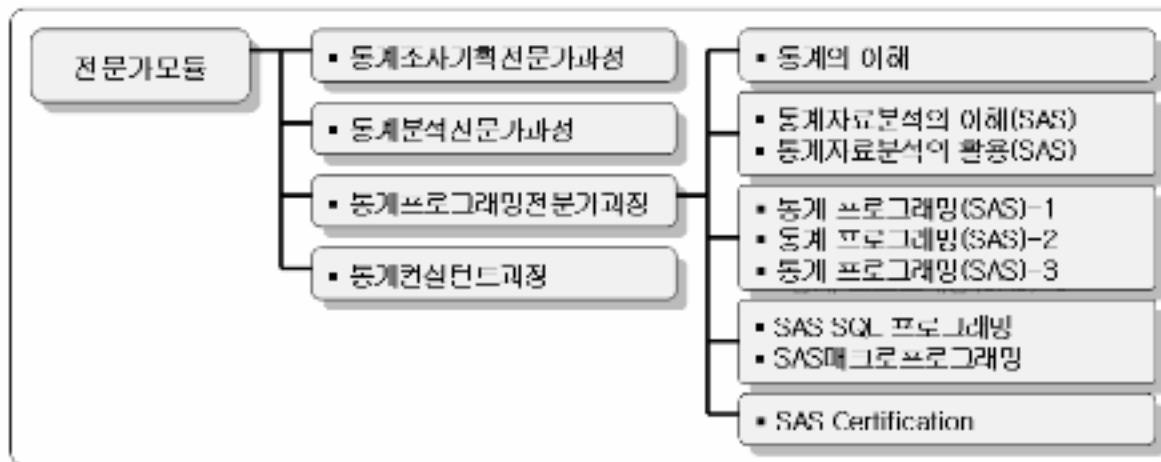 전문가모듈
▪ 통계조사기획전문가과정
▪ 통계분석전문가과정
▪ 통계프로그래밍전문가과정
▪ 통계컨설턴트과정
▪ 통계의 이해
▪ 통계자료분석의 이해(SAS)
▪ 통계자료분석의 활용(SAS)
▪ 통계 프로그래밍(SAS)-1
▪ 통계 프로그래밍(SAS)-2
▪ 통계 프로그래밍(SAS)-3
▪ SAS SQL 프로그래밍
▪ SAS매크로프로그래밍
▪ SAS Certification